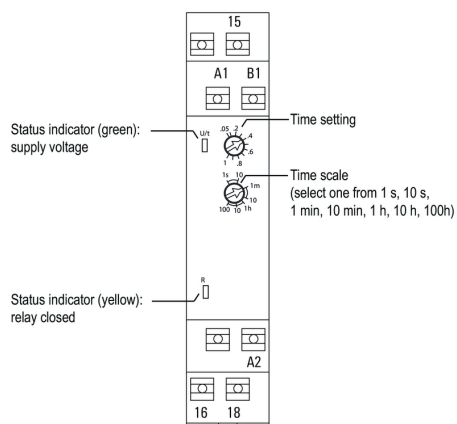 15
A1 B1
Status indicator (green):
supply voltage
U/t
.05 .2 .4 .6 .8 1
Time setting
1s 10 1m 10 1h 10 100
Time scale
(select one from 1 s, 10 s,
1 min, 10 min, 1 h, 10 h, 100h)
R
Status indicator (yellow):
relay closed
A2
16 18